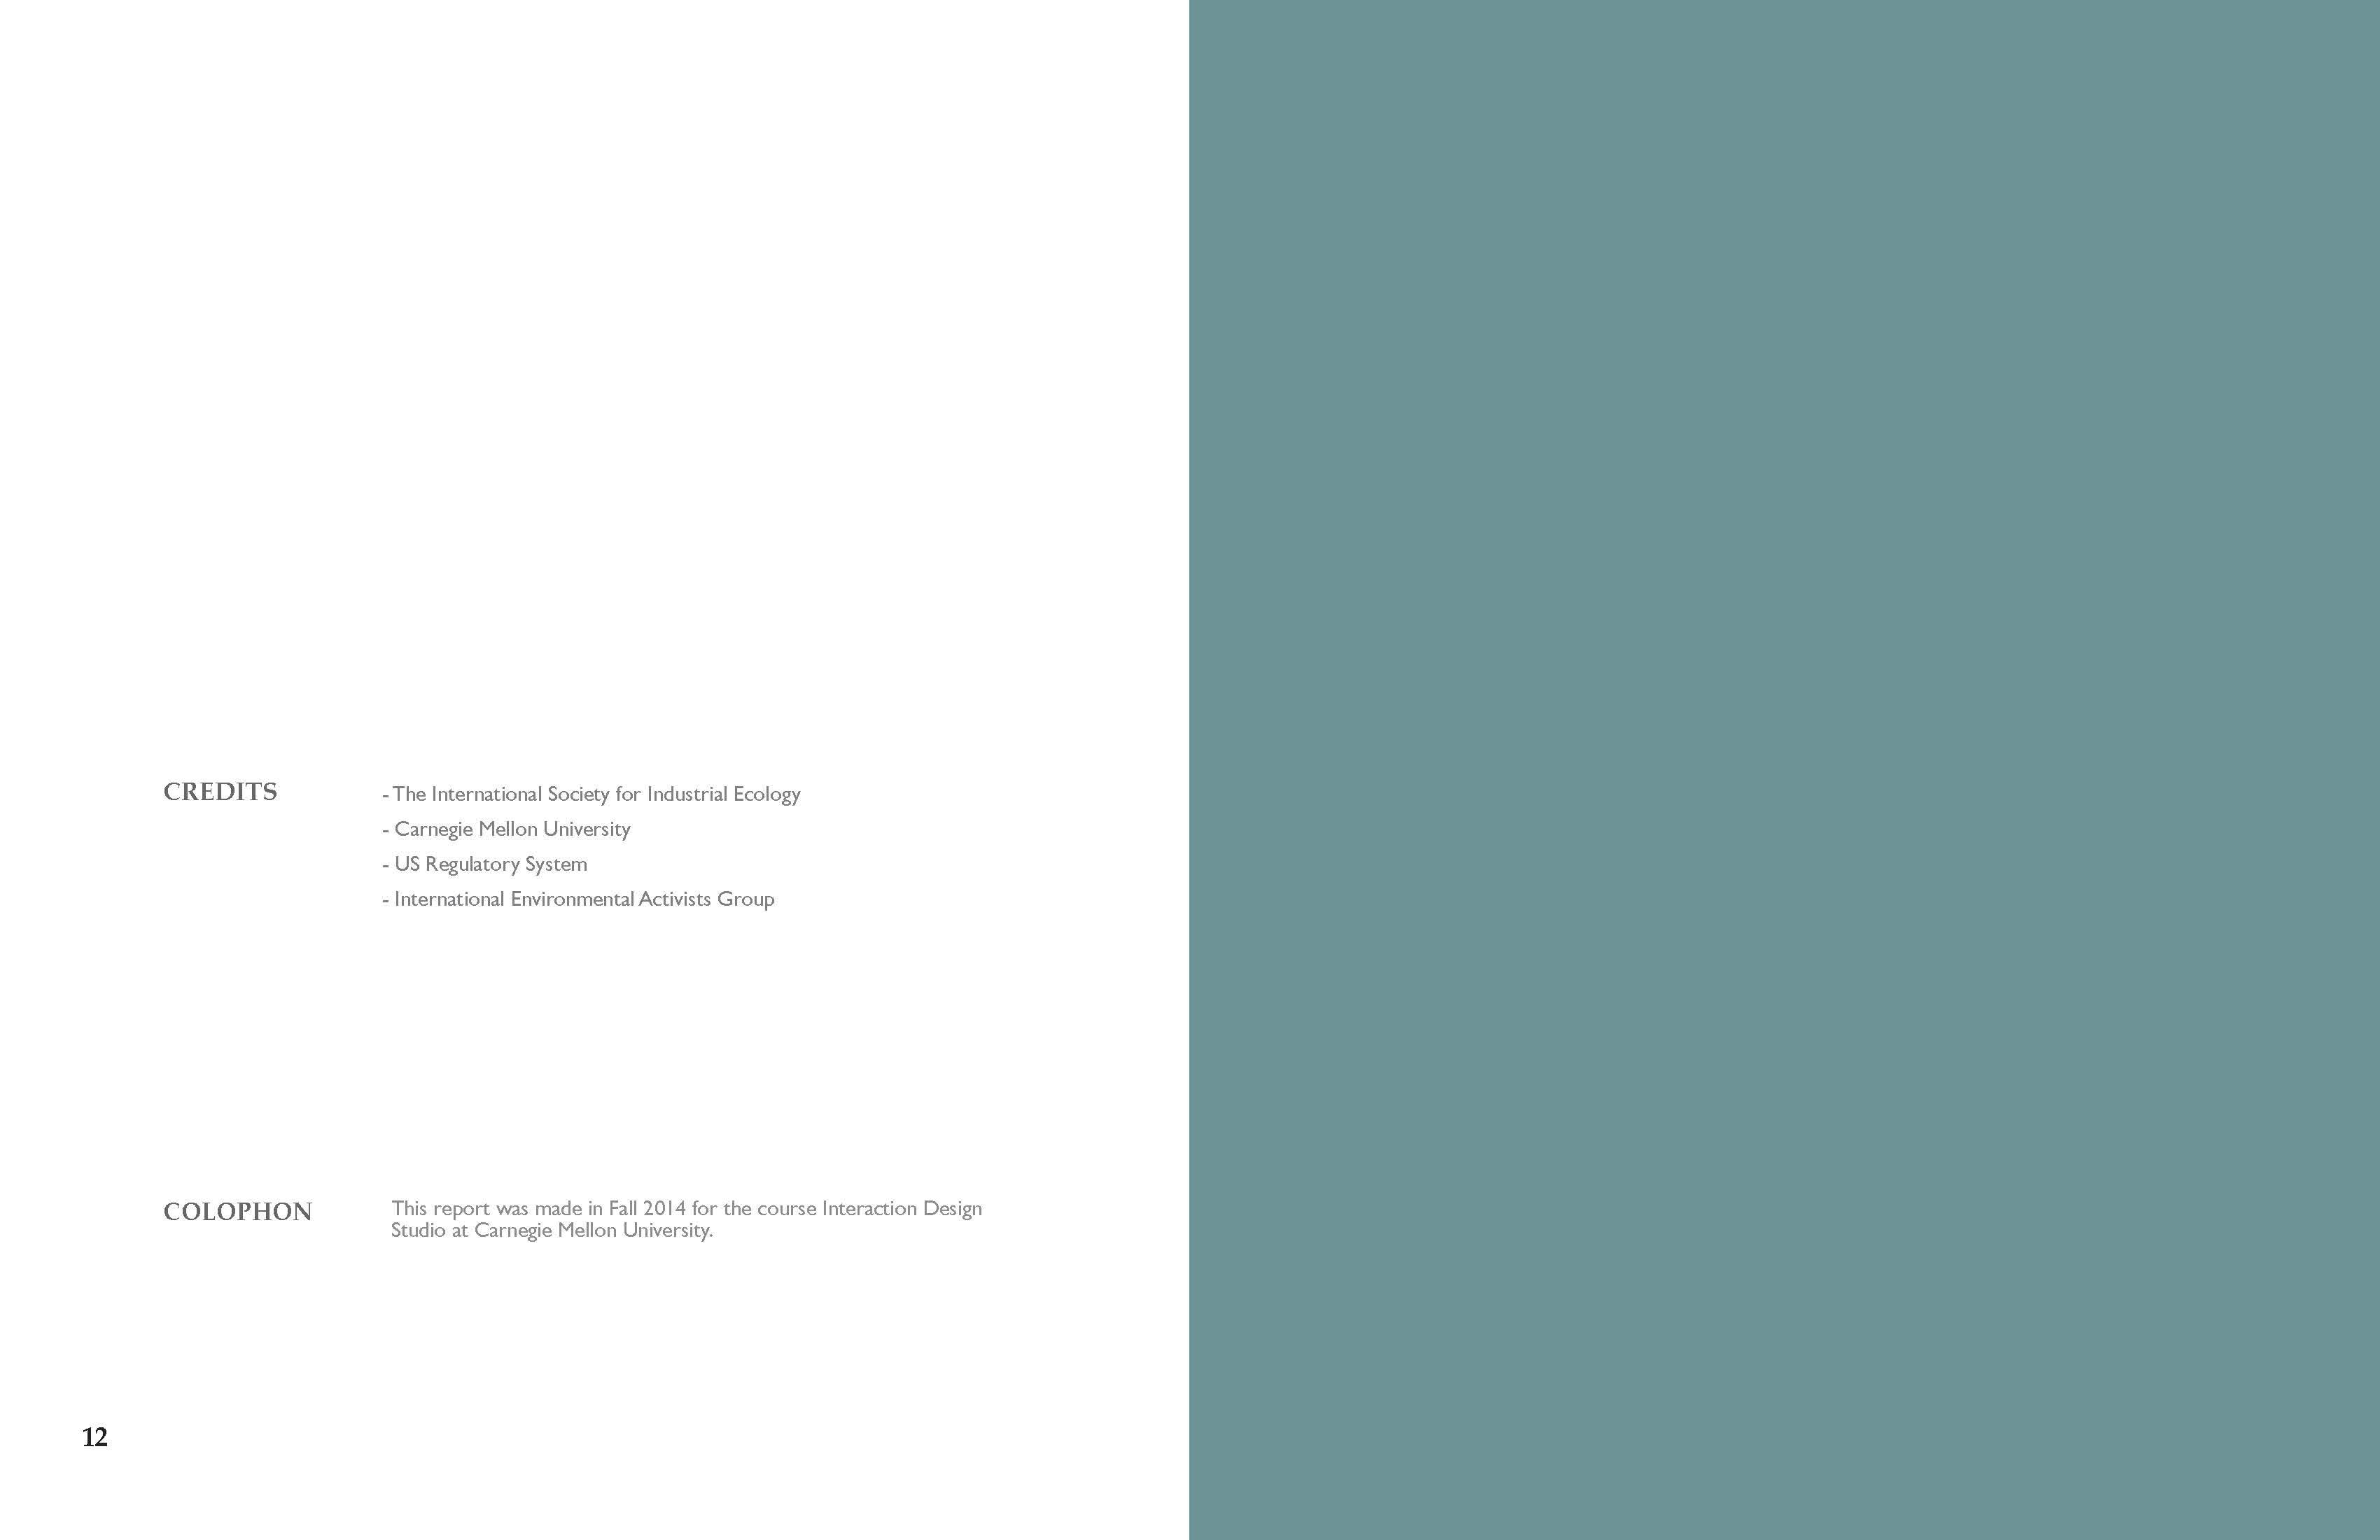 CREDITS
- The International Society for Industrial Ecology
- Carnegie Mellon University
- US Regulatory System
- International Environmental Activists Group
COLOPHON
This report was made in Fall 2014 for the course Interaction Design
Studio at Carnegie Mellon University.
12